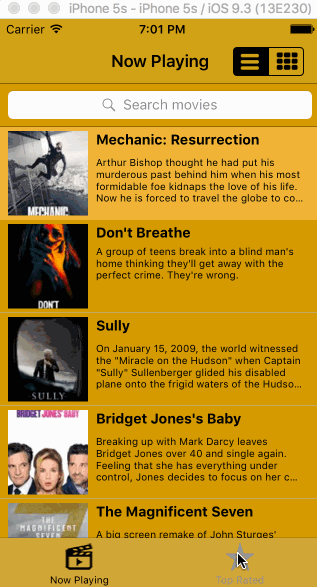 iPhone 5s - iPhone 5s / iOS 9.3 (13E230)
Carrier 7:01 PM
Now Playing
Search movies
Mechanic: Resurrection
Arthur Bishop thought he had put his
murderous past behind him when his most
formidable foe kidnaps the love of his life.
Now he is forced to travel the globe to co...
MECHANIC
Don't Breathe
A group of teens break into a blind man's
home thinking they'll get away with the
perfect crime. They're wrong.
DON'T
Sully
On January 15, 2009, the world witnessed
the "Miracle on the Hudson" when Captain
"Sully" Sullenberger glided his disabled
plane onto the frigid waters of the Hudso...
SULLY
BRIDGET JONES'S BABY
Bridget Jones's Baby
Breaking up with Mark Darcy leaves
Bridget Jones over 40 and single again.
Feeling that she has everything under
control, Jones decides to focus on her c...
The Magnificent Seven
A big screen remake of John Sturges'
Now Playing
Top Rated